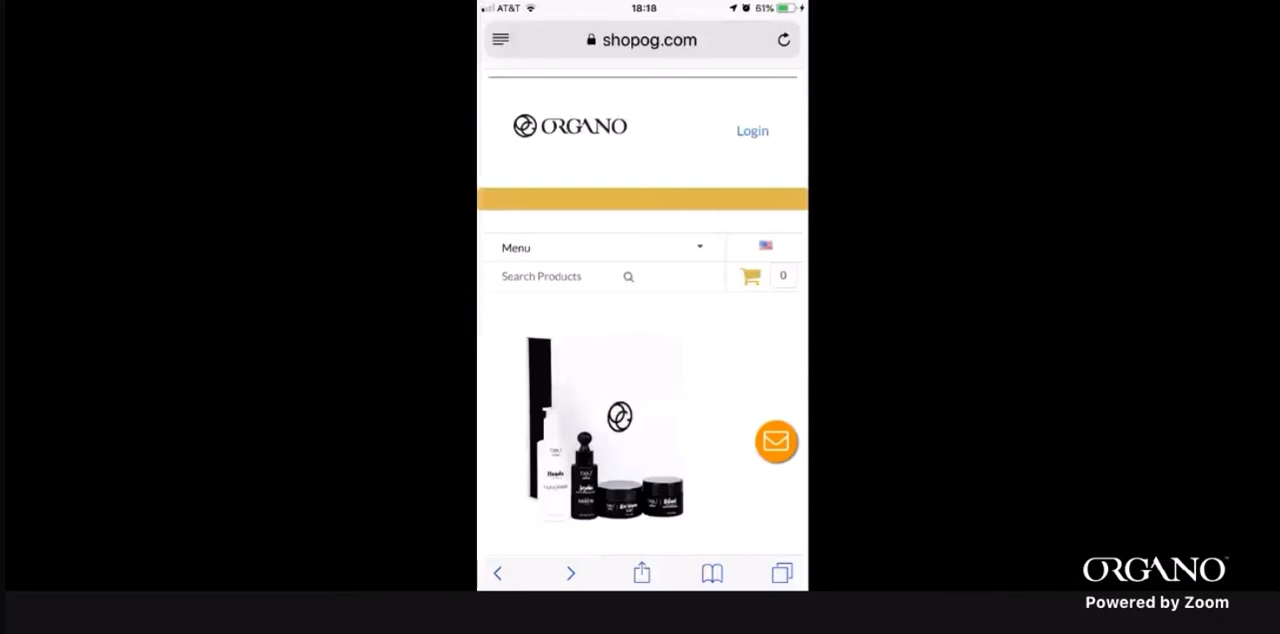 AT&T 18:18 61%
shopog.com
ORGANO Login
Menu
Search Products 0
ORGANO
Powered by Zoom